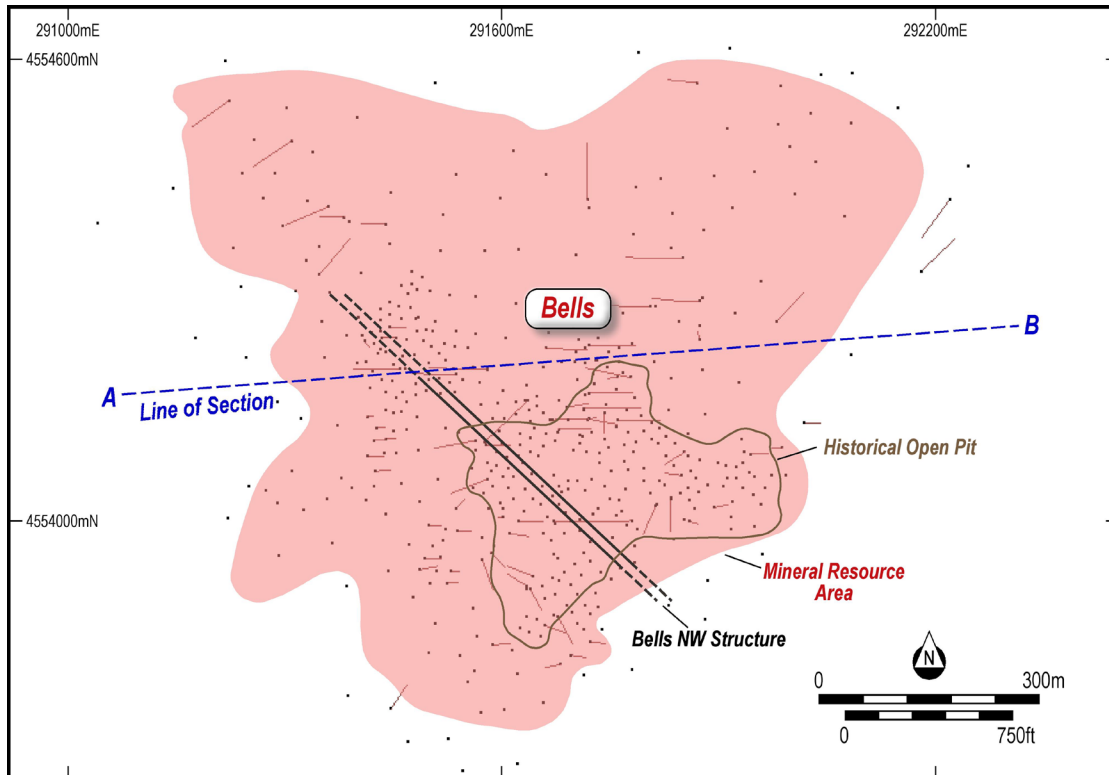 291000mE
291600mE
292200mE
4554600mN
Bells
B
A
Line of Section
Historical Open Pit
4554000mN
Mineral Resource
Area
Bells NW Structure
N
0
300m
0
750ft